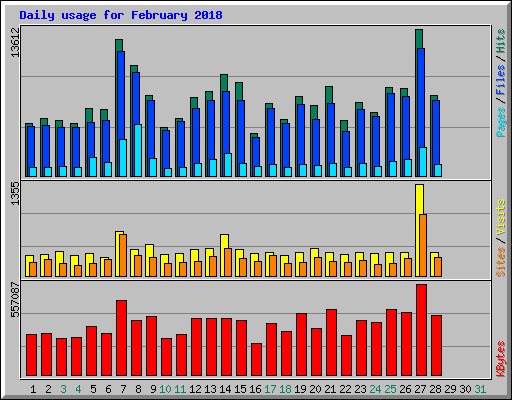 Daily usage for February 2018
13612
Pages / Files / Hits
1355
Sites / Visits
557087
KBytes
1 2 3 4 5 6 7 8 9 10 11 12 13 14 15 16 17 18 19 20 21 22 23 24 25 26 27 28 29 30 31